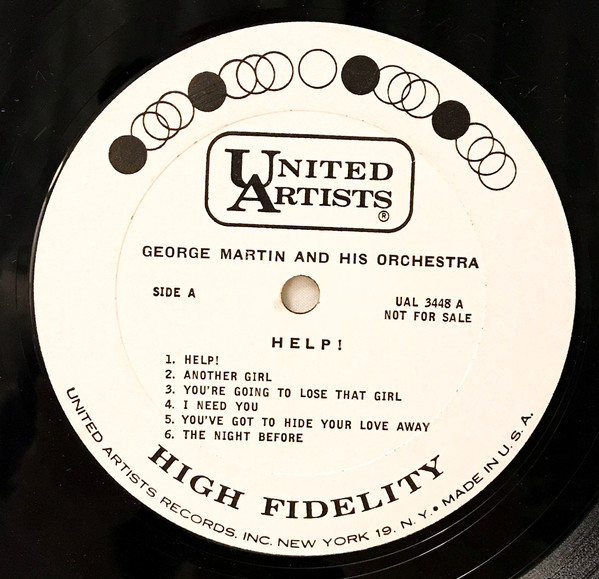 UNITED
ARTISTS
®
GEORGE MARTIN AND HIS ORCHESTRA
SIDE A
UAL 3448 A
NOT FOR SALE
HELP!
1. HELP!
2. ANOTHER GIRL
3. YOU'RE GOING TO LOSE THAT GIRL
4. I NEED YOU
5. YOU'VE GOT TO HIDE YOUR LOVE AWAY
6. THE NIGHT BEFORE
HIGH FIDELITY
UNITED ARTISTS RECORDS, INC. NEW YORK 19, N.Y. • MADE IN U.S.A.